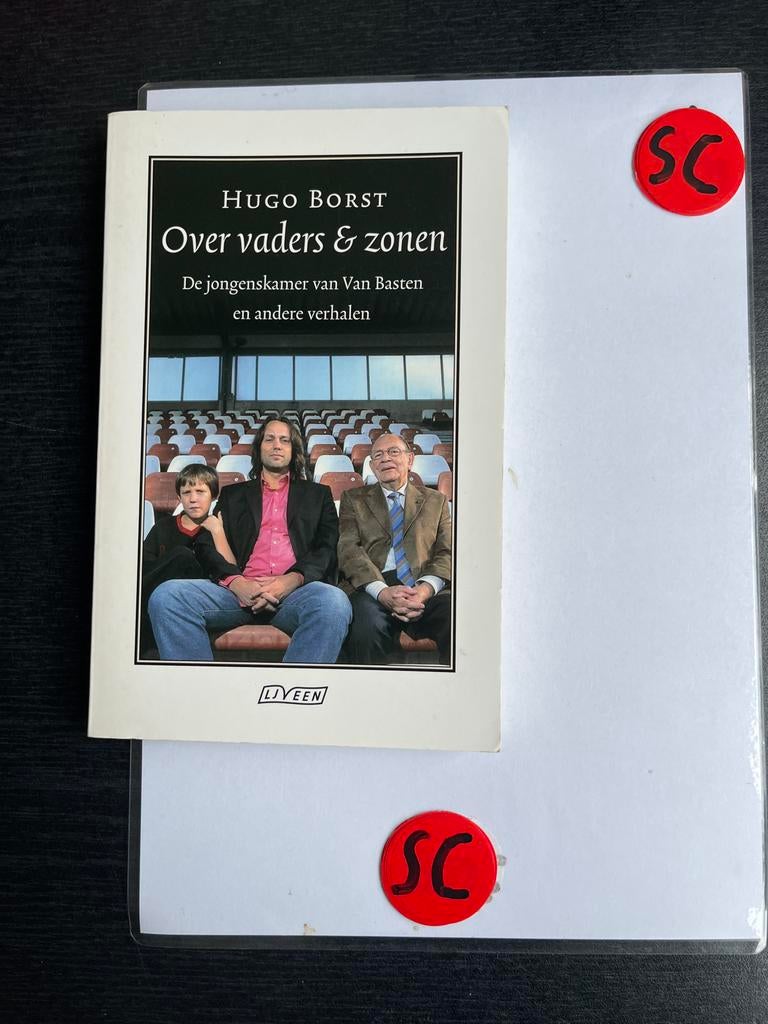 SC
HUGO BORST
Over vaders & zonen
De jongenskamer van Van Basten
en andere verhalen
LJVEEN
SC